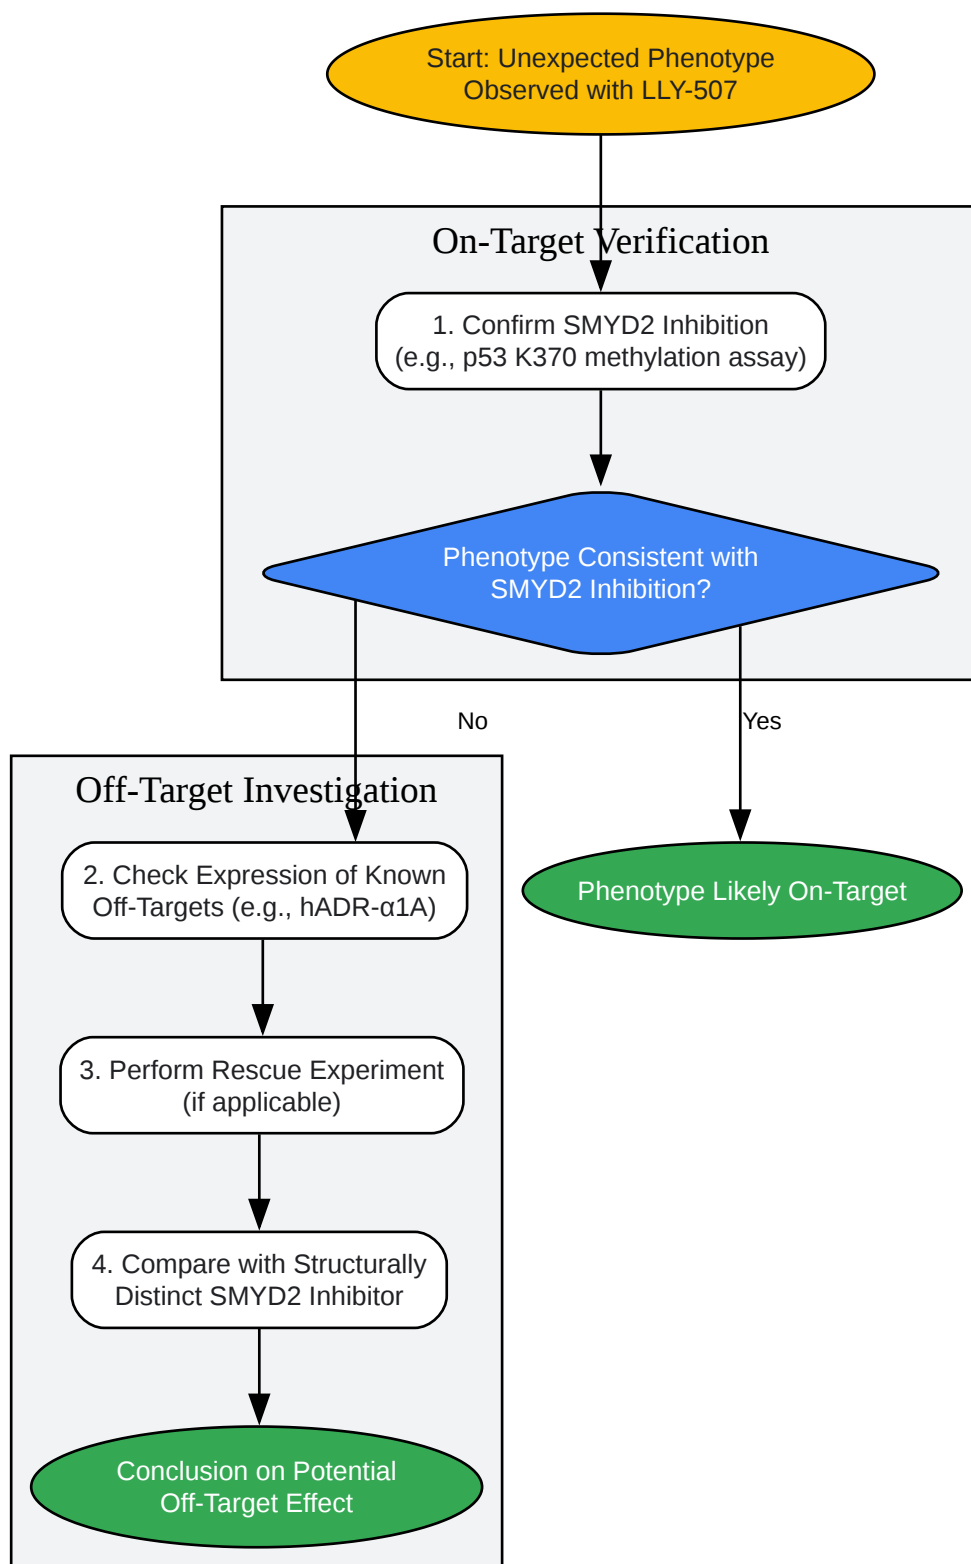 Start: Unexpected Phenotype
Observed with LLY-507
On-Target Verification
1. Confirm SMYD2 Inhibition
(e.g., p53 K370 methylation assay)
Phenotype Consistent with
SMYD2 Inhibition?
No
Yes
Off-Target Investigation
2. Check Expression of Known
Off-Targets (e.g., hADR-α1A)
Phenotype Likely On-Target
3. Perform Rescue Experiment
(if applicable)
4. Compare with Structurally
Distinct SMYD2 Inhibitor
Conclusion on Potential
Off-Target Effect